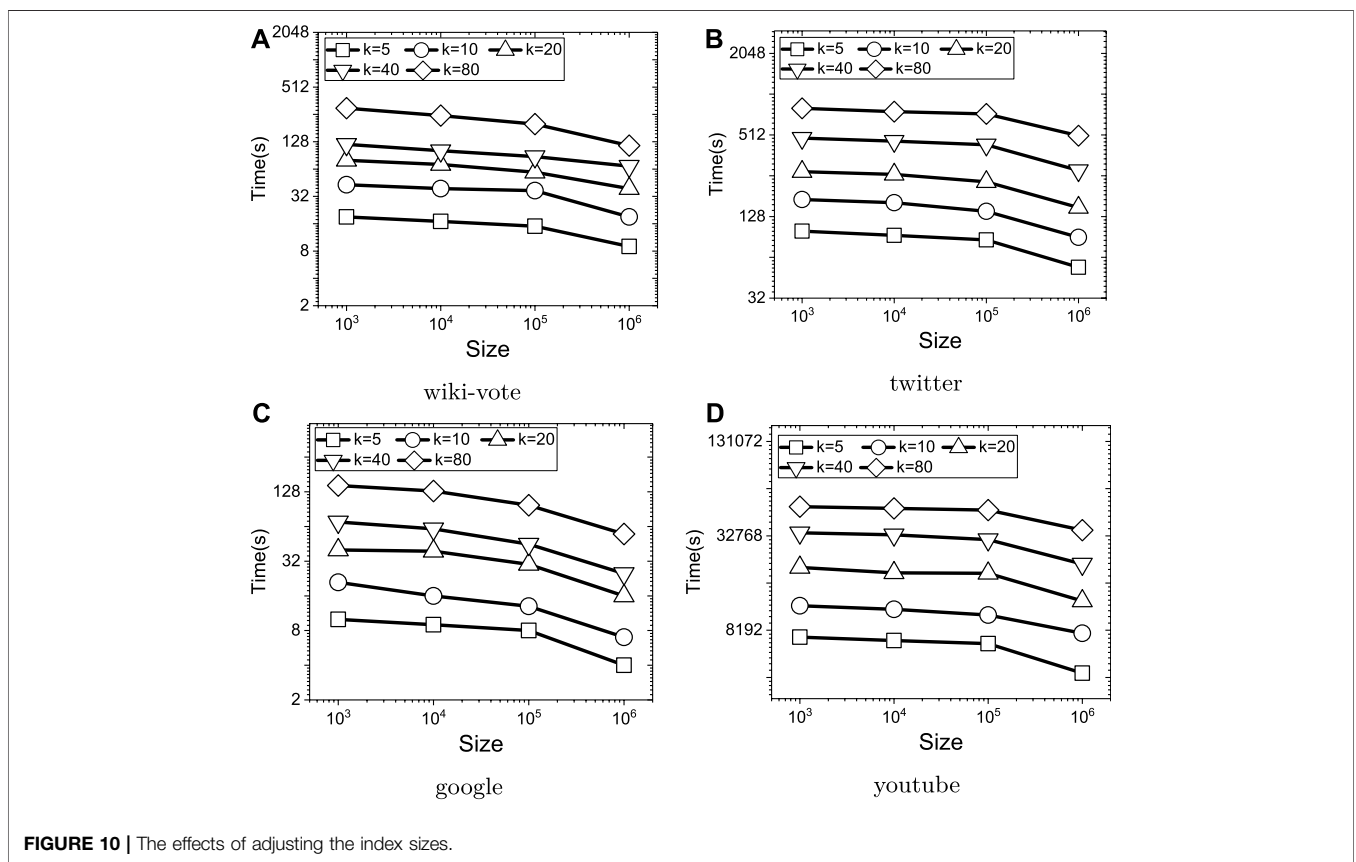 A
2048
512
128
32
8
2
Time(s)
k=5 k=10 k=20
k=40 k=80
10³ 10⁴ 10⁵ 10⁶
Size
wiki-vote
B
2048
512
128
32
Time(s)
k=5 k=10 k=20
k=40 k=80
10³ 10⁴ 10⁵ 10⁶
Size
twitter
C
128
32
8
2
Time(s)
k=5 k=10 k=20
k=40 k=80
10³ 10⁴ 10⁵ 10⁶
Size
google
D
131072
32768
8192
Time(s)
k=5 k=10 k=20
k=40 k=80
10³ 10⁴ 10⁵ 10⁶
Size
youtube
FIGURE 10 | The effects of adjusting the index sizes.